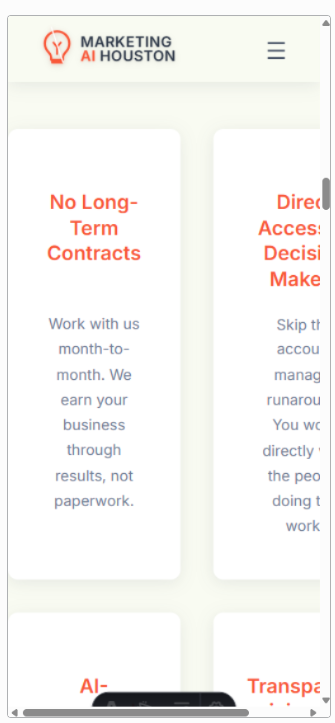 MARKETING
AI HOUSTON
No Long-
Term
Contracts
Work with us
month-to-
month. We
earn your
business
through
results, not
paperwork.
Direc
Access
Decisi
Make
Skip th
accou
manag
runarou
You wo
directly
the peo
doing t
work
AI-
Transpa